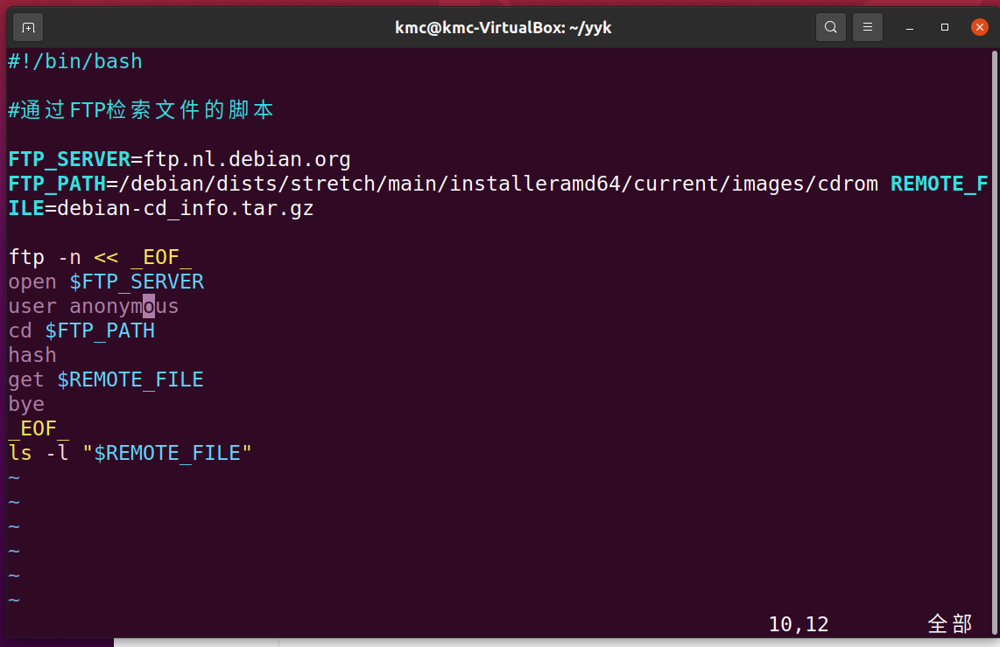 kmc@kmc-VirtualBox: ~/yyk
#!/bin/bash
#通过FTP检索文件的脚本
FTP_SERVER=ftp.nl.debian.org
FTP_PATH=/debian/dists/stretch/main/installeramd64/current/images/cdrom REMOTE_F
ILE=debian-cd_info.tar.gz
ftp -n << _EOF_
open $FTP_SERVER
user anonymous
cd $FTP_PATH
hash
get $REMOTE_FILE
bye
_EOF_
ls -l "$REMOTE_FILE"
~
~
~
~
~
~
10,12 全部